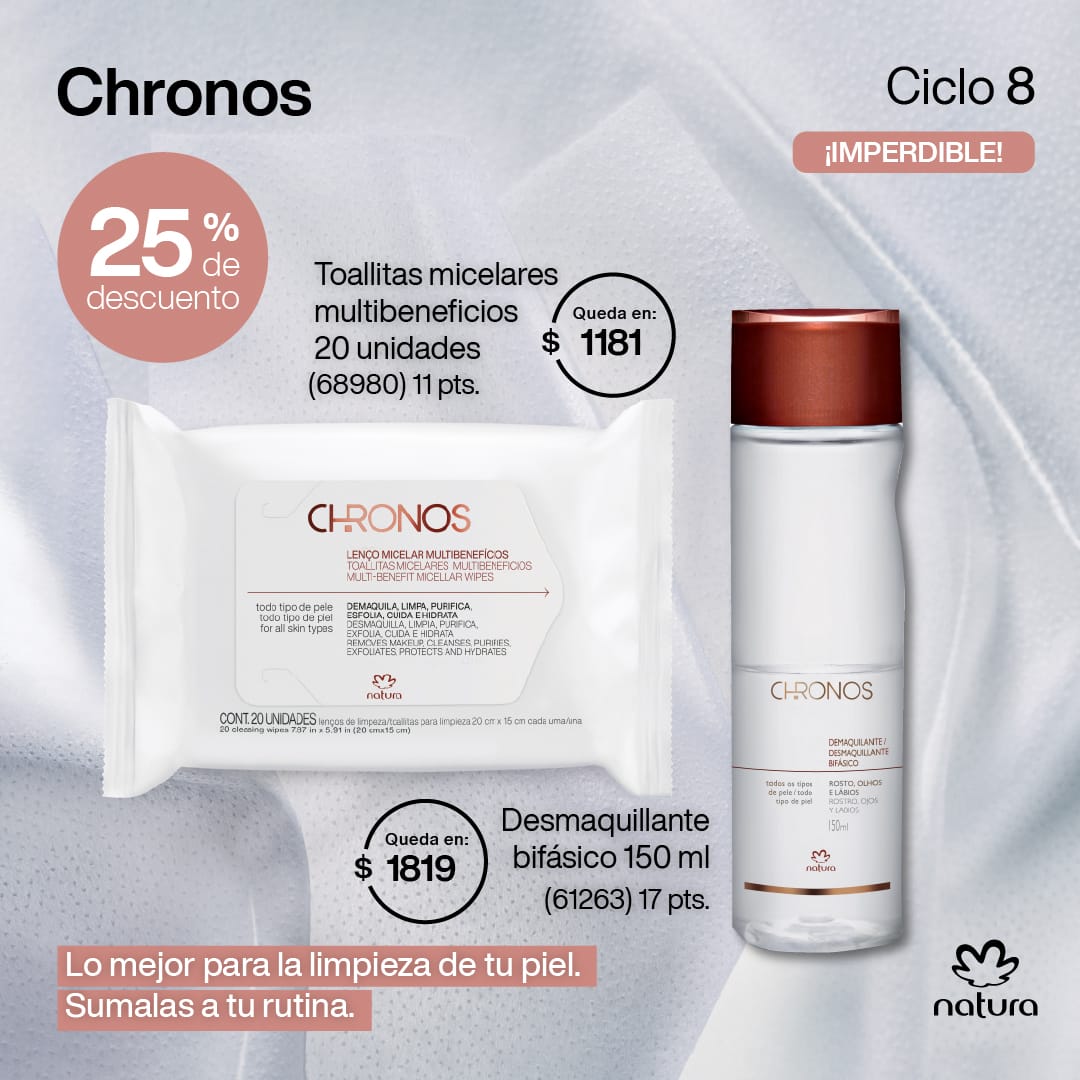 Chronos
Ciclo 8
¡IMPERDIBLE!
25 %
de
descuento
Toallitas micelares
multibeneficios
20 unidades
(68980) 11 pts.
Queda en:
$ 1181
CHRONOS
LENÇO MICELAR MULTIBENEFÍCOS
TOALLITAS MICELARES MULTIBENEFICIOS
MULTI-BENEFIT MICELLAR WIPES
todo tipo de pele
todo tipo de piel
for all skin types
DEMAQUILA, LIMPA, PURIFICA,
ESFOLIA, CUIDA E HIDRATA
DESMAQUILLA, LIMPIA, PURIFICA,
EXFOLIA, CUIDA E HIDRATA
REMOVES MAKEUP, CLEANSES, PURIFIES,
EXFOLIATES, PROTECTS AND HYDRATES
natura
CONT. 20 UNIDADES lenços de limpeza/toallitas para limpieza 20 cm x 15 cm cada uma/una
20 cleasing wipes 7.87 in x 5.91 in (20 cmx15 cm)
CHRONOS
DEMAQUILANTE/
DESMAQUILLANTE
BIFÁSICO
todos os tipos
de pele/todo
tipo de piel
ROSTO, OLHOS
E LÁBIOS
ROSTRO, OJOS
Y LABIOS
150ml
natura
Queda en:
$ 1819
Desmaquillante
bifásico 150 ml
(61263) 17 pts.
Lo mejor para la limpieza de tu piel.
Sumalas a tu rutina.
natura